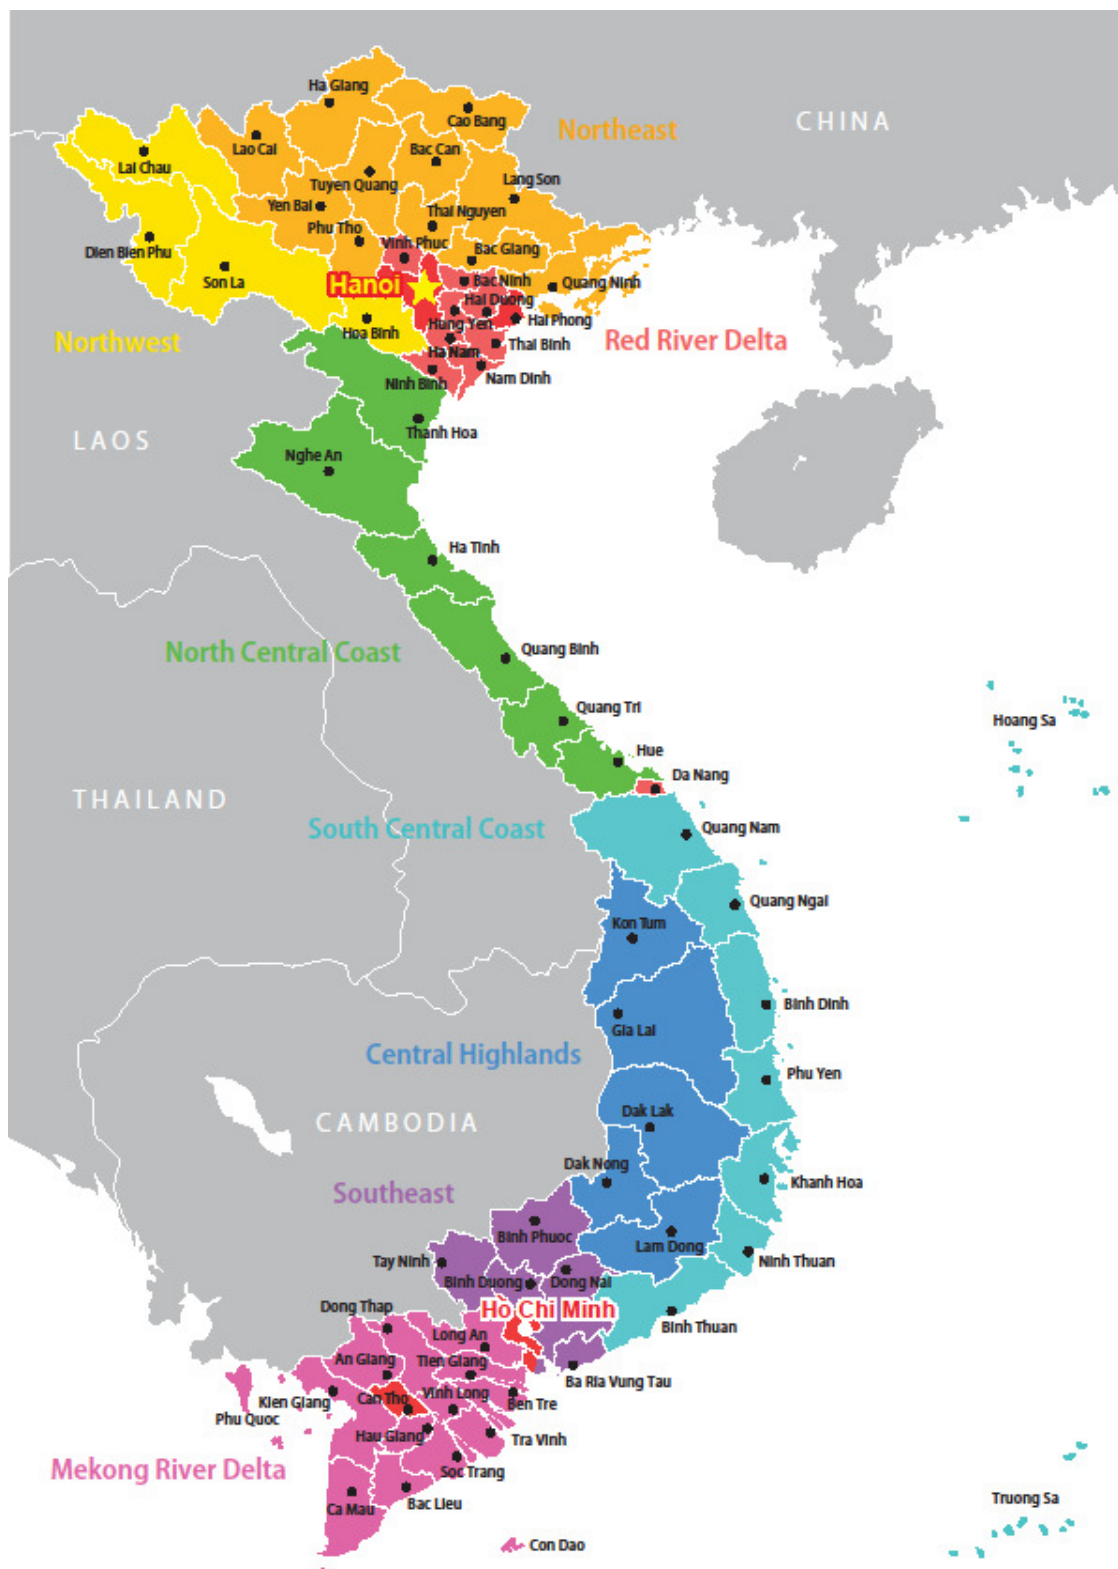 Ha Giang
Cao Bang
CHINA
Northeast
Lao Cai
Bac Can
Lai Chau
Tuyen Quang
Lang Son
Yen Bai
Thai Nguyen
Phu Tho
Vinh Phuc
Bac Giang
Dien Bien Phu
Son La
Hanoi
Bac Ninh
Quang Ninh
Hai Duong
Hai Phong
Hung Yen
Hoa Binh
Northwest
Red River Delta
Thai Binh
Ha Nam
Nam Dinh
Ninh Binh
LAOS
Thanh Hoa
Nghe An
Ha Tinh
North Central Coast
Quang Binh
Quang Tri
Hoang Sa
Hue
Da Nang
THAILAND
South Central Coast
Quang Nam
Quang Ngai
Kon Tum
Binh Dinh
Gia Lai
Central Highlands
Phu Yen
Dak Lak
CAMBODIA
Dak Nong
Khanh Hoa
Southeast
Binh Phuoc
Lam Dong
Tay Ninh
Ninh Thuan
Binh Duong
Dong Nai
Hồ Chi Minh
Dong Thap
Binh Thuan
Long An
An Giang
Tien Giang
Ba Ria Vung Tau
Kien Giang
Can Tho
Vinh Long
Ben Tre
Phu Quoc
Hau Giang
Tra Vinh
Mekong River Delta
Soc Trang
Ca Mau
Bac Lieu
Truong Sa
Con Dao